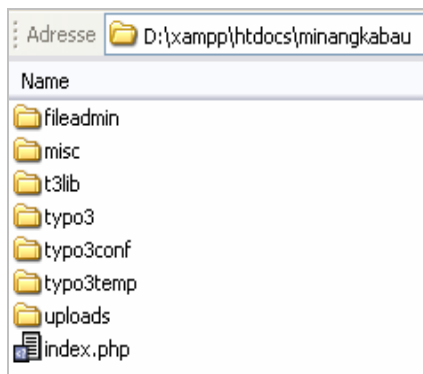 Adresse D:\xampp\htdocs\minangkabau
Name
fileadmin
misc
t3lib
typo3
typo3conf
typo3temp
uploads
index.php